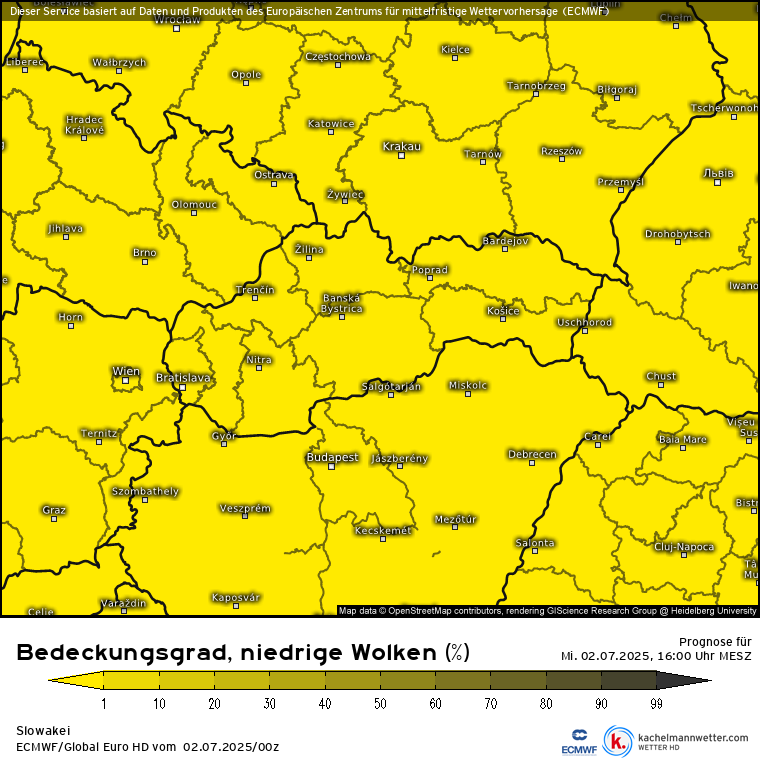 Dieser Service basiert auf Daten und Produkten des Europäischen Zentrums für mittelfristige Wettervorhersage (ECMWF)
Wrocław
Chełm
Kielce
Częstochowa
Liberec
Wałbrzych
Opole
Tarnobrzeg
Biłgoraj
Tscherwonoh
Hradec
Králové
Katowice
Krakau
Tarnów
Rzeszów
Ostrava
Żywiec
Przemyśl
Львів
Olomouc
Jihlava
Brno
Žilina
Bardejov
Drohobytsch
Poprad
Trenčín
Banská
Bystrica
Iwano
Horn
Košice
Uschhorod
Nitra
Wien
Bratislava
Salgótarján
Miskolc
Chust
Ternitz
Győr
Carei
Baia Mare
Vișeu
Sus
Budapest
Jászberény
Debrecen
Szombathely
Graz
Veszprém
Kecskemét
Mezőtúr
Bistr
Salonta
Cluj-Napoca
Tâ
Mu
Celje
Varaždin
Kaposvár
Map data © OpenStreetMap contributors, rendering GIScience Research Group @ Heidelberg University
Bedeckungsgrad, niedrige Wolken (%)
Prognose für
Mi. 02.07.2025, 16:00 Uhr MESZ
1 10 20 30 40 50 60 70 80 90 99
Slowakei
ECMWF/Global Euro HD vom 02.07.2025/00z
ECMWF
k.
kachelmannwetter.com
WETTER HD